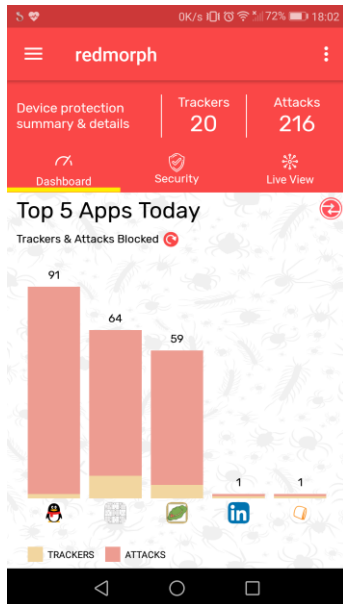 0K/s 72% 18:02
redmorph
Device protection summary & details
Trackers 20
Attacks 216
Dashboard
Security
Live View
Top 5 Apps Today
Trackers & Attacks Blocked
91
64
59
1
1
in
TRACKERS
ATTACKS